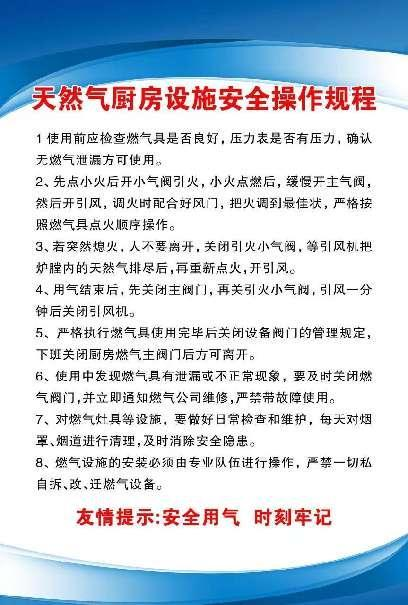 天然气厨房设施安全操作规程
1 使用前应检查燃气具是否良好，压力表是否有压力，确认
无燃气泄漏方可使用。
2、先点小火后开小气阀引火，小火点燃后，缓慢开主气阀，
然后开引风，调火时配合好风门，把火调到最佳状，严格按
照燃气具点火顺序操作。
3、若突然熄火，人不要离开，关闭引火小气阀，等引风机把
炉膛内的天然气排尽后，再重新点火，开引风。
4、用气结束后，先关闭主阀门，再关引火小气阀，引风一分
钟后关闭引风机。
5、严格执行燃气具使用完毕后关闭设备阀门的管理规定，
下班关闭厨房燃气主阀门后方可离开。
6、使用中发现燃气具有泄漏或不正常现象，要及时关闭燃
气阀门，并立即通知燃气公司维修，严禁带故障使用。
7、对燃气灶具等设施，要做好日常检查和维护，每天对烟
罩、烟道进行清理，及时消除安全隐患。
8、燃气设施的安装必须由专业队伍进行操作，严禁一切私
自拆、改、迁燃气设备。
友情提示：安全用气 时刻牢记